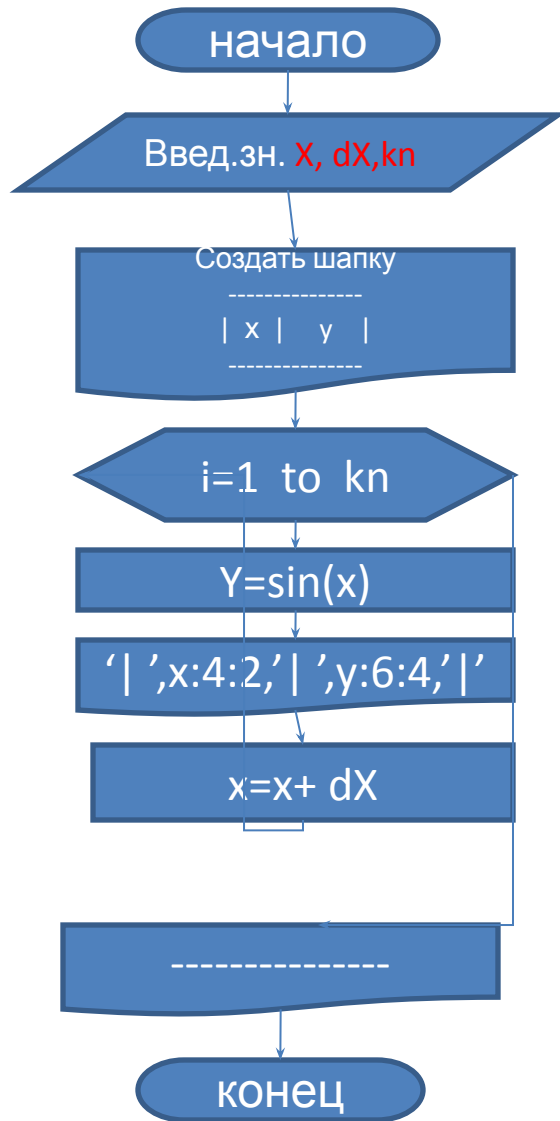 начало
Введ.зн. X, dX,kn
Создать шапку
---------------
| x | y |
---------------
i=1 to kn
Y=sin(x)
‘| ’,x:4:2,’| ’,y:6:4,’|’
x=x+ dX
---------------
конец